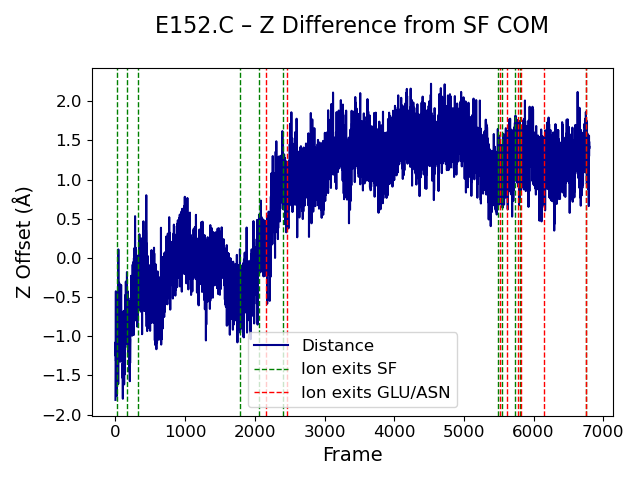 E152.C – Z Difference from SF COM
Z Offset (Å)
2.0
1.5
1.0
0.5
0.0
−0.5
−1.0
−1.5
−2.0
Distance
Ion exits SF
Ion exits GLU/ASN
0 1000 2000 3000 4000 5000 6000 7000
Frame